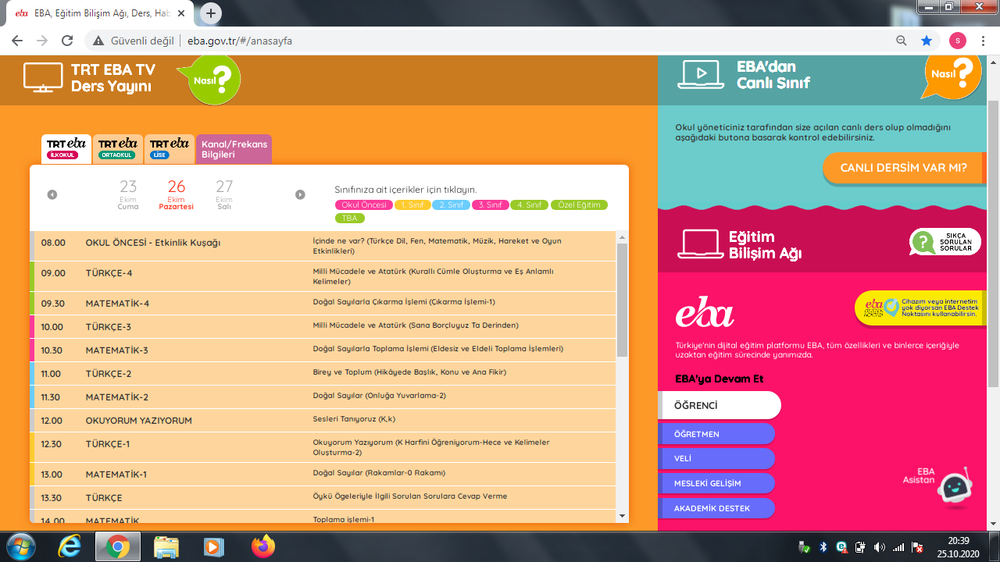 eba EBA, Eğitim Bilişim Ağı, Ders, Hab
Güvenli değil eba.gov.tr/#/anasayfa
S
TRT EBA TV
Ders Yayını
Nasıl?
EBA'dan
Canlı Sınıf
Nasıl?
TRT eba
İLKOKUL
TRT eba
ORTAOKUL
TRT eba
LİSE
Kanal/Frekans
Bilgileri
23
Ekim
Cuma
26
Ekim
Pazartesi
27
Ekim
Salı
Sınıfınıza ait içerikler için tıklayın.
Okul Öncesi 1. Sınıf 2. Sınıf 3. Sınıf 4. Sınıf Özel Eğitim
TBA
08.00 OKUL ÖNCESİ - Etkinlik Kuşağı İçinde ne var? (Türkçe Dil, Fen, Matematik, Müzik, Hareket ve Oyun
Etkinlikleri)
09.00 TÜRKÇE-4 Milli Mücadele ve Atatürk (Kurallı Cümle Oluşturma ve Eş Anlamlı
Kelimeler)
09.30 MATEMATİK-4 Doğal Sayılarla Çıkarma İşlemi (Çıkarma İşlemi-1)
10.00 TÜRKÇE-3 Milli Mücadele ve Atatürk (Sana Borçluyuz Ta Derinden)
10.30 MATEMATİK-3 Doğal Sayılarla Toplama İşlemi (Eldesiz ve Eldeli Toplama İşlemleri)
11.00 TÜRKÇE-2 Birey ve Toplum (Hikâyede Başlık, Konu ve Ana Fikir)
11.30 MATEMATİK-2 Doğal Sayılar (Onluğa Yuvarlama-2)
12.00 OKUYORUM YAZIYORUM Sesleri Tanıyoruz (K,k)
12.30 TÜRKÇE-1 Okuyorum Yazıyorum (K Harfini Öğreniyorum-Hece ve Kelimeler
Oluşturma-2)
13.00 MATEMATİK-1 Doğal Sayılar (Rakamlar-0 Rakamı)
13.30 TÜRKÇE Öykü Ögeleriyle İlgili Sorulan Sorulara Cevap Verme
14.00 MATEMATİK Toplama işlemi-1
Okul yöneticiniz tarafından size açılan canlı ders olup olmadığını
aşağıdaki butona basarak kontrol edebilirsiniz.
CANLI DERSİM VAR MI?
Eğitim
Bilişim Ağı
?
SIKÇA
SORULAN
SORULAR
eba
eba
DESTEK
NOKTASI
Cihazım veya internetim
yok diyorsan EBA Destek
Noktasını kullanabilirsin.
Türkiye'nin dijital eğitim platformu EBA, tüm özellikleri ve binlerce içeriğiyle
uzaktan eğitim sürecinde yanımızda.
EBA'ya Devam Et
ÖĞRENCİ
ÖĞRETMEN
VELİ
MESLEKİ GELİŞİM
AKADEMİK DESTEK
EBA
Asistan
20:39
25.10.2020